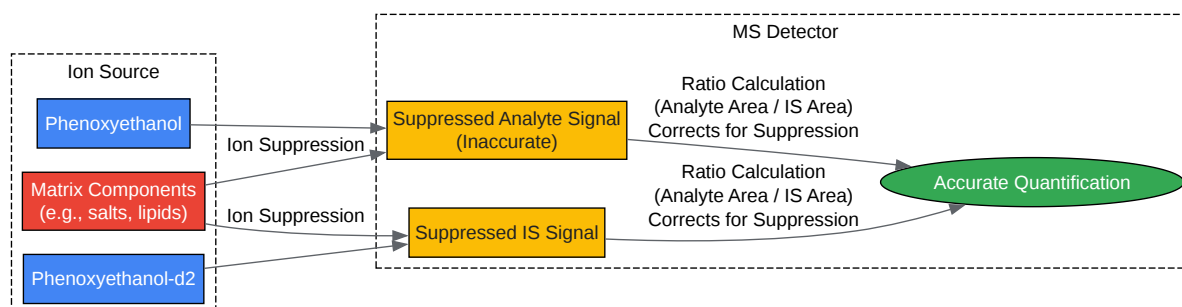 MS Detector
Ion Source
Phenoxyethanol
Ion Suppression
Matrix Components
(e.g., salts, lipids)
Ion Suppression
Phenoxyethanol-d2
Suppressed Analyte Signal
(Inaccurate)
Suppressed IS Signal
Ratio Calculation
(Analyte Area / IS Area)
Corrects for Suppression
Ratio Calculation
(Analyte Area / IS Area)
Corrects for Suppression
Accurate Quantification